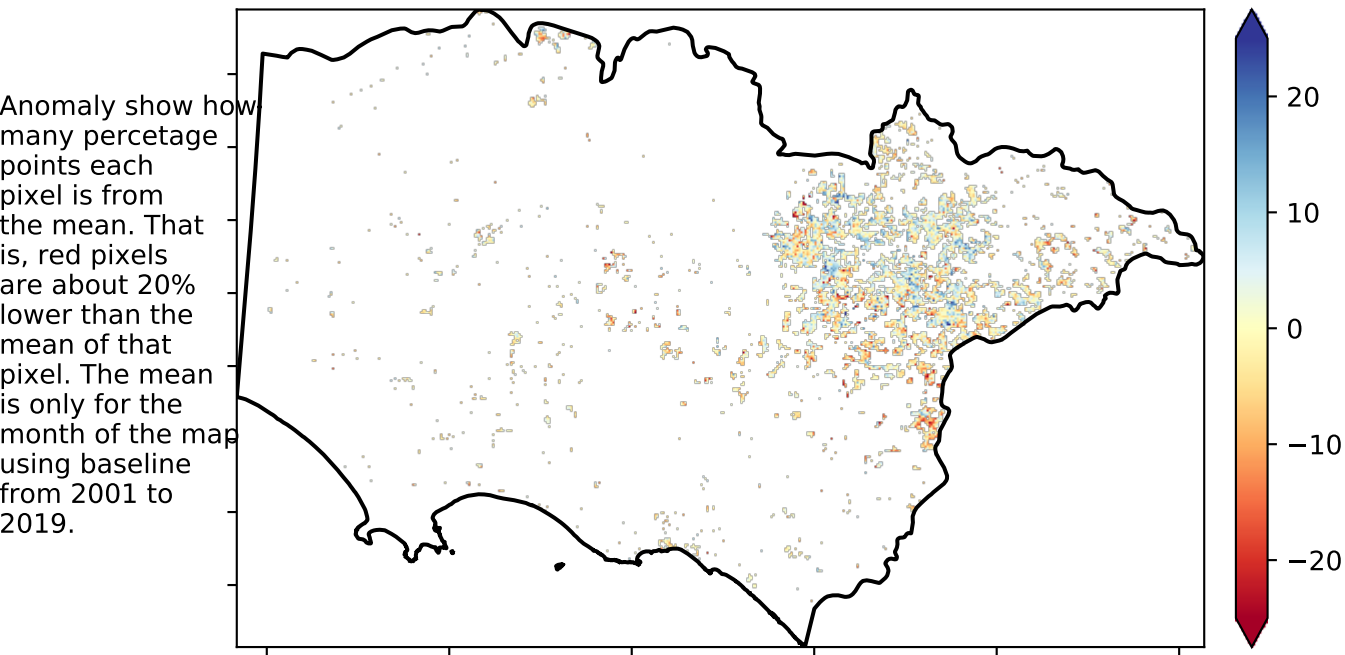 Anomaly show how
many percetage
points each
pixel is from
the mean. That
is, red pixels
are about 20%
lower than the
mean of that
pixel. The mean
is only for the
month of the map
using baseline
from 2001 to
2019.
20
10
0
−10
−20